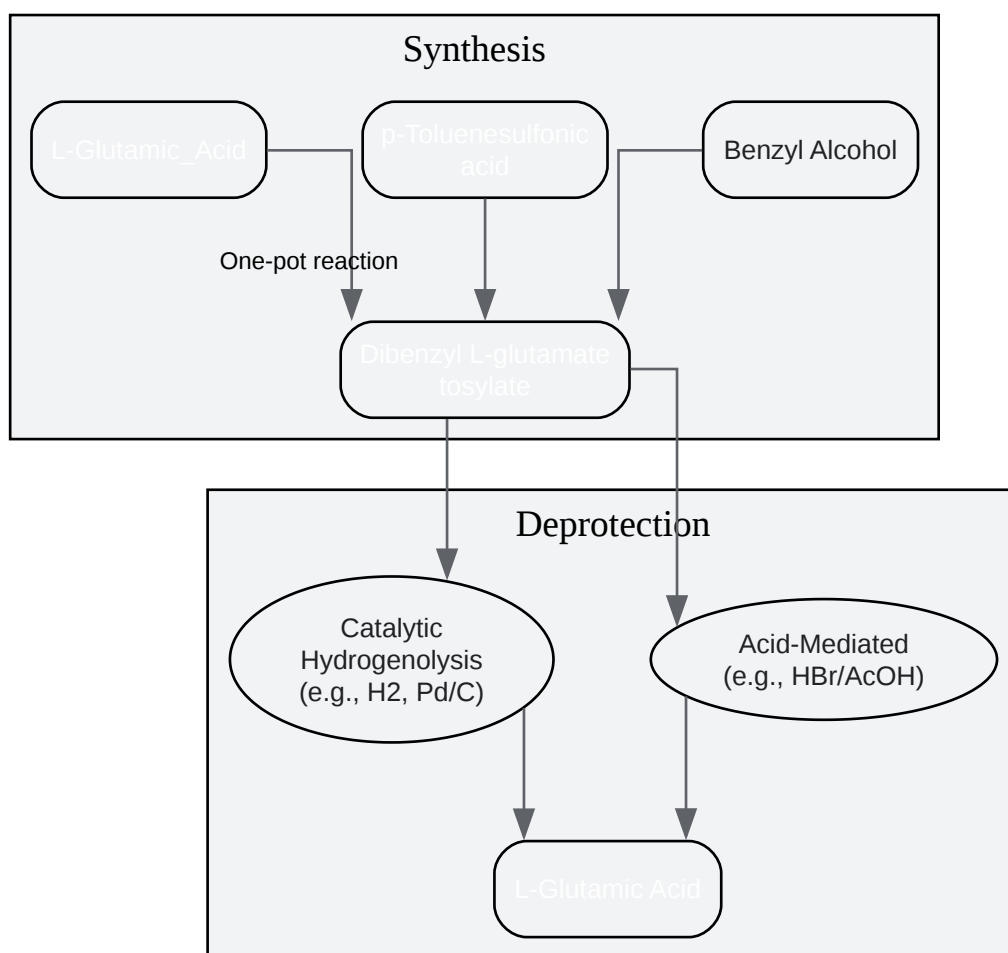 Synthesis
L-Glutamic_Acid
p-Toluenesulfonic
acid
Benzyl Alcohol
One-pot reaction
Dibenzyl L-glutamate
tosylate
Deprotection
Catalytic
Hydrogenolysis
(e.g., H2, Pd/C)
Acid-Mediated
(e.g., HBr/AcOH)
L-Glutamic Acid